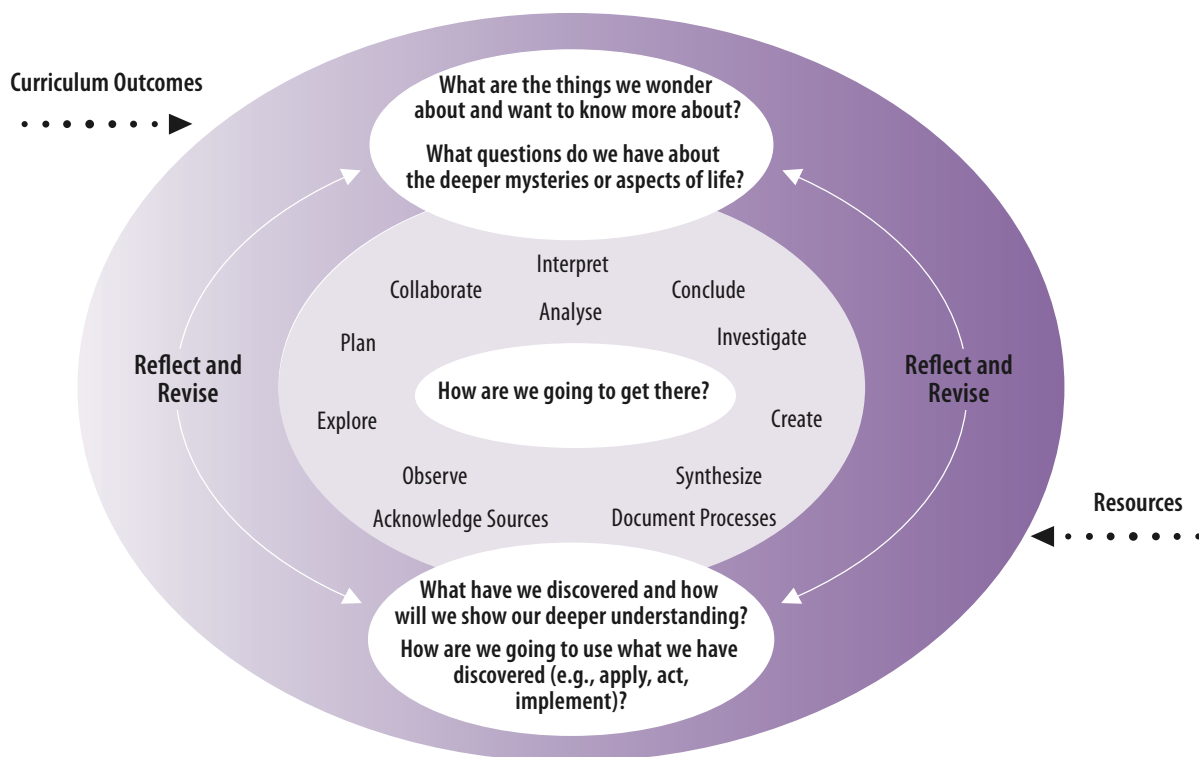 Curriculum Outcomes
What are the things we wonder
about and want to know more about?
What questions do we have about
the deeper mysteries or aspects of life?
Interpret
Collaborate
Conclude
Analyse
Plan
Investigate
Reflect and
Revise
How are we going to get there?
Reflect and
Revise
Explore
Create
Observe
Synthesize
Acknowledge Sources
Document Processes
Resources
What have we discovered and how
will we show our deeper understanding?
How are we going to use what we have
discovered (e.g., apply, act,
implement)?